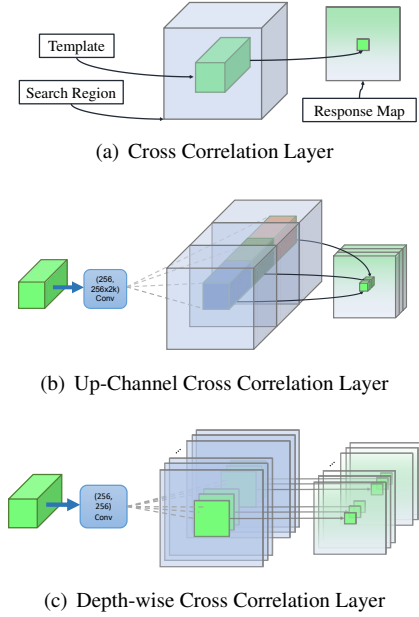 Template
Search Region
Response Map
(a) Cross Correlation Layer
(256,
256x2k)
Conv
(b) Up-Channel Cross Correlation Layer
...
(256,
256)
Conv
...
(c) Depth-wise Cross Correlation Layer